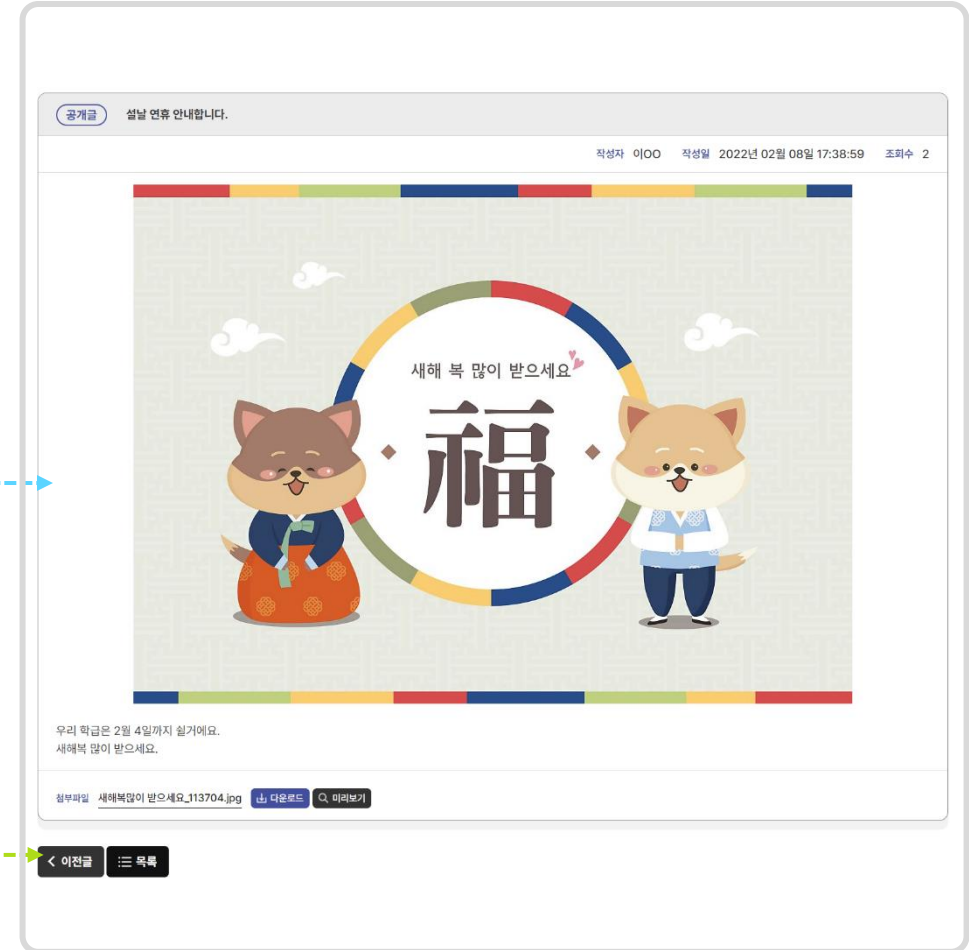 공개글 설날 연휴 안내합니다.
작성자 이OO 작성일 2022년 02월 08일 17:38:59 조회수 2
새해 복 많이 받으세요
福
우리 학급은 2월 4일까지 쉴거에요.
새해복 많이 받으세요.
첨부파일 새해복많이 받으세요_113704.jpg 다운로드 미리보기
이전글 목록